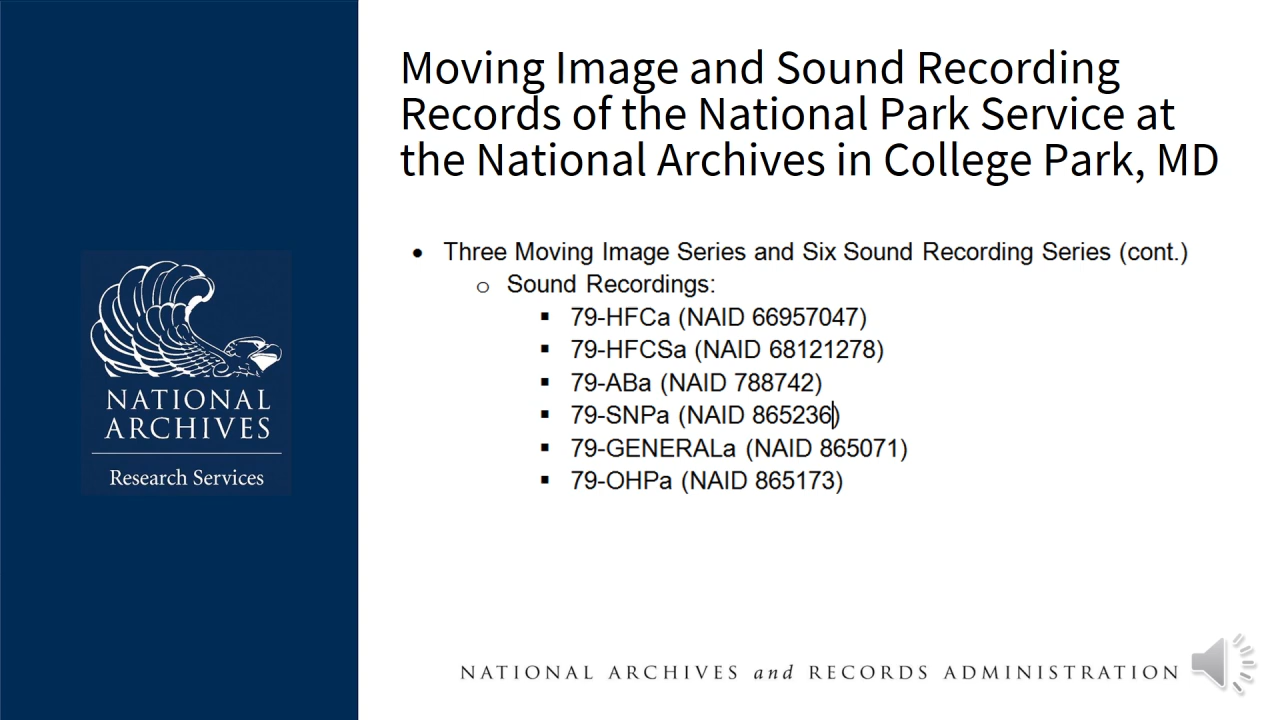 Moving Image and Sound Recording
Records of the National Park Service at
the National Archives in College Park, MD
• Three Moving Image Series and Six Sound Recording Series (cont.)
o Sound Recordings:
▪ 79-HFCa (NAID 66957047)
▪ 79-HFCSa (NAID 68121278)
▪ 79-ABa (NAID 788742)
▪ 79-SNPa (NAID 865236)
▪ 79-GENERALa (NAID 865071)
▪ 79-OHPa (NAID 865173)
NATIONAL
ARCHIVES
Research Services
NATIONAL ARCHIVES and RECORDS ADMINISTRATION